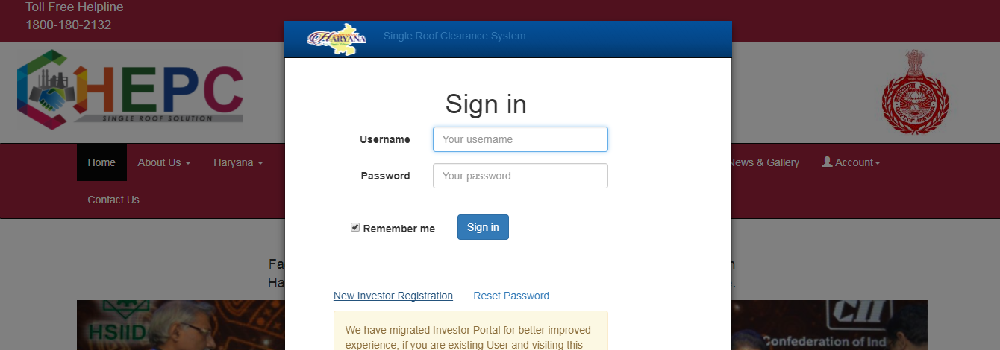 Toll Free Helpline
1800-180-2132
HARYANA
Single Roof Clearance System
HEPC
SINGLE ROOF SOLUTION
GOVT. OF HARYANA
Sign in
Username
Your username
Password
Your password
Remember me
Sign in
Home
About Us
Haryana
News & Gallery
Account
Contact Us
Fa
n
Ha
.
New Investor Registration
Reset Password
We have migrated Investor Portal for better improved
experience, if you are existing User and visiting this
HSIID
CII
Confederation of Ind